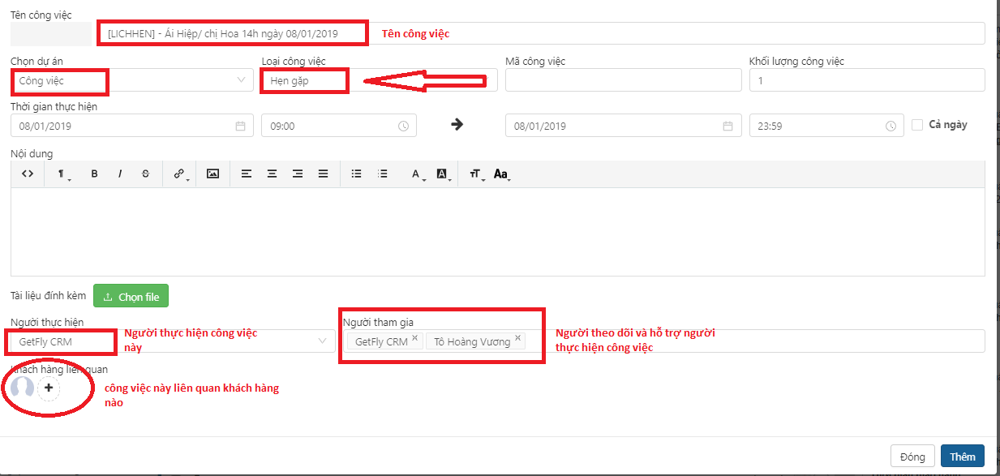 Tên công việc
[LICHHEN] - Ái Hiệp/ chị Hoa 14h ngày 08/01/2019 Tên công việc
Chọn dự án Loại công việc Mã công việc Khối lượng công việc
Công việc Hẹn gặp 1
Thời gian thực hiện
08/01/2019 09:00 08/01/2019 23:59 Cả ngày
Nội dung
Tài liệu đính kèm Chọn file
Người thực hiện Người tham gia
GetFly CRM Người thực hiện công việc GetFly CRM × Tô Hoàng Vương × Người theo dõi và hỗ trợ người
này thực hiện công việc
Khách hàng liên quan
công việc này liên quan khách hàng
nào
Đóng Thêm